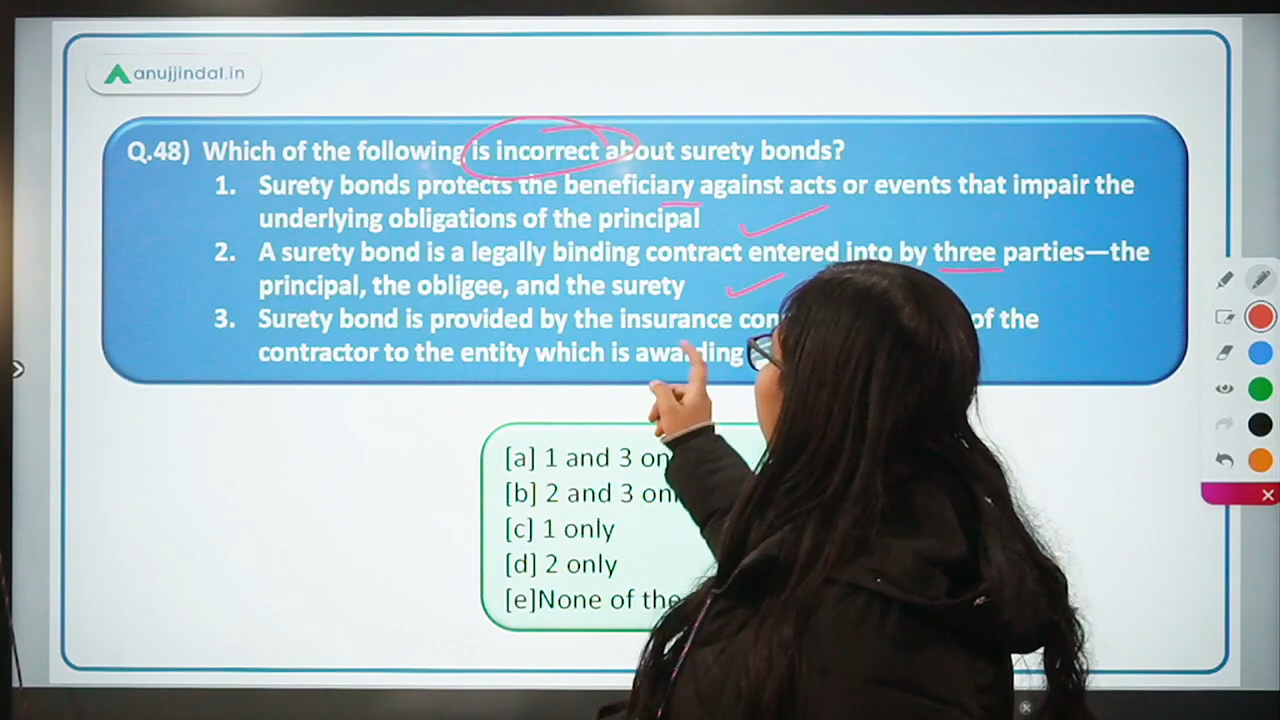 anujjindal.in
Q.48) Which of the following is incorrect about surety bonds?
1. Surety bonds protects the beneficiary against acts or events that impair the
underlying obligations of the principal
2. A surety bond is a legally binding contract entered into by three parties—the
principal, the obligee, and the surety
3. Surety bond is provided by the insurance of the
contractor to the entity which is awarding
[a] 1 and 3
[b] 2 and 3
[c] 1 only
[d] 2 only
[e]None of the